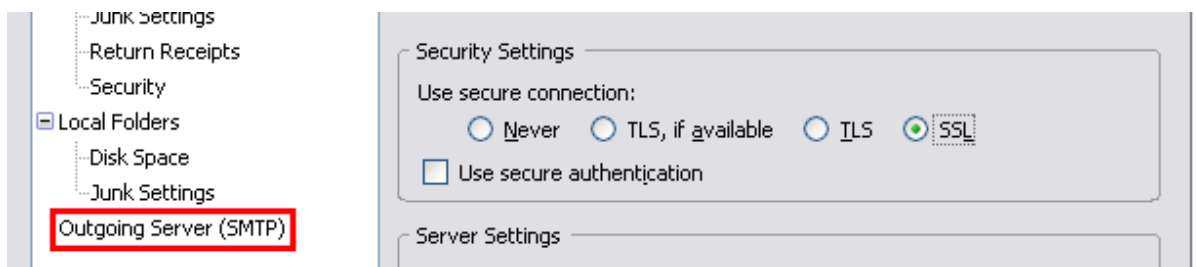 Junk Settings
Return Receipts
Security
Local Folders
Disk Space
Junk Settings
Outgoing Server (SMTP)
Security Settings
Use secure connection:
Never TLS, if available TLS SSL
Use secure authentication
Server Settings